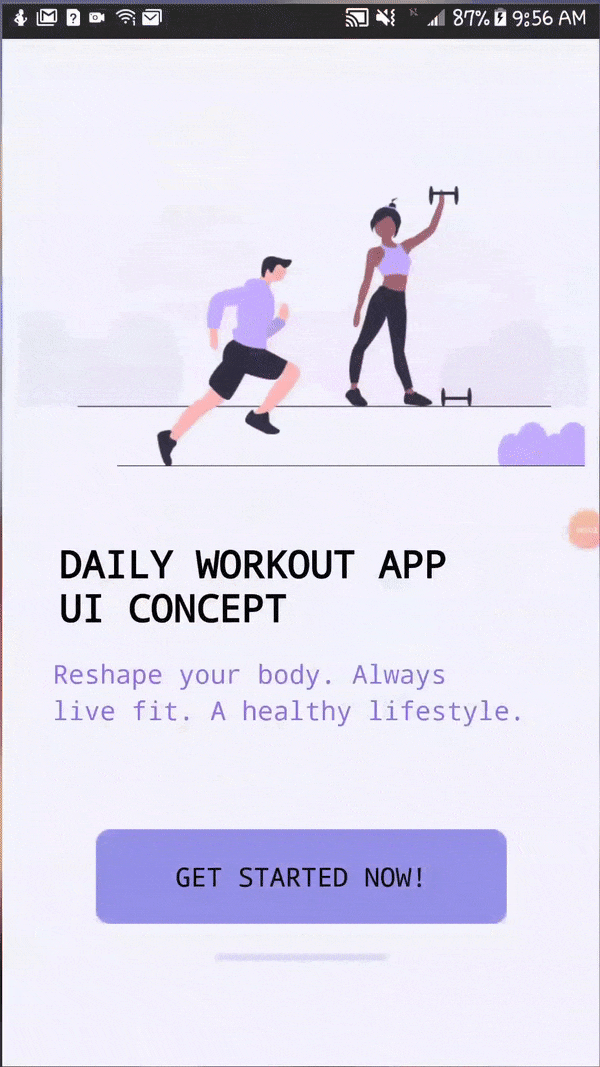 87% 9:56 AM
DAILY WORKOUT APP
UI CONCEPT
Reshape your body. Always
live fit. A healthy lifestyle.
GET STARTED NOW!